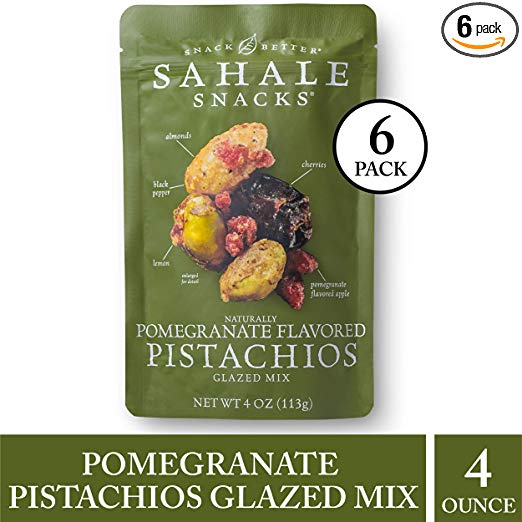 6 pack
SNACK BETTER®
SAHALE
SNACKS®
almonds
cherries
black
pepper
lemon
enlarged
for detail
pomegranate
flavored apple
NATURALLY
POMEGRANATE FLAVORED
PISTACHIOS
GLAZED MIX
NET WT 4 OZ (113g)
6
PACK
POMEGRANATE
PISTACHIOS GLAZED MIX
4
OUNCE